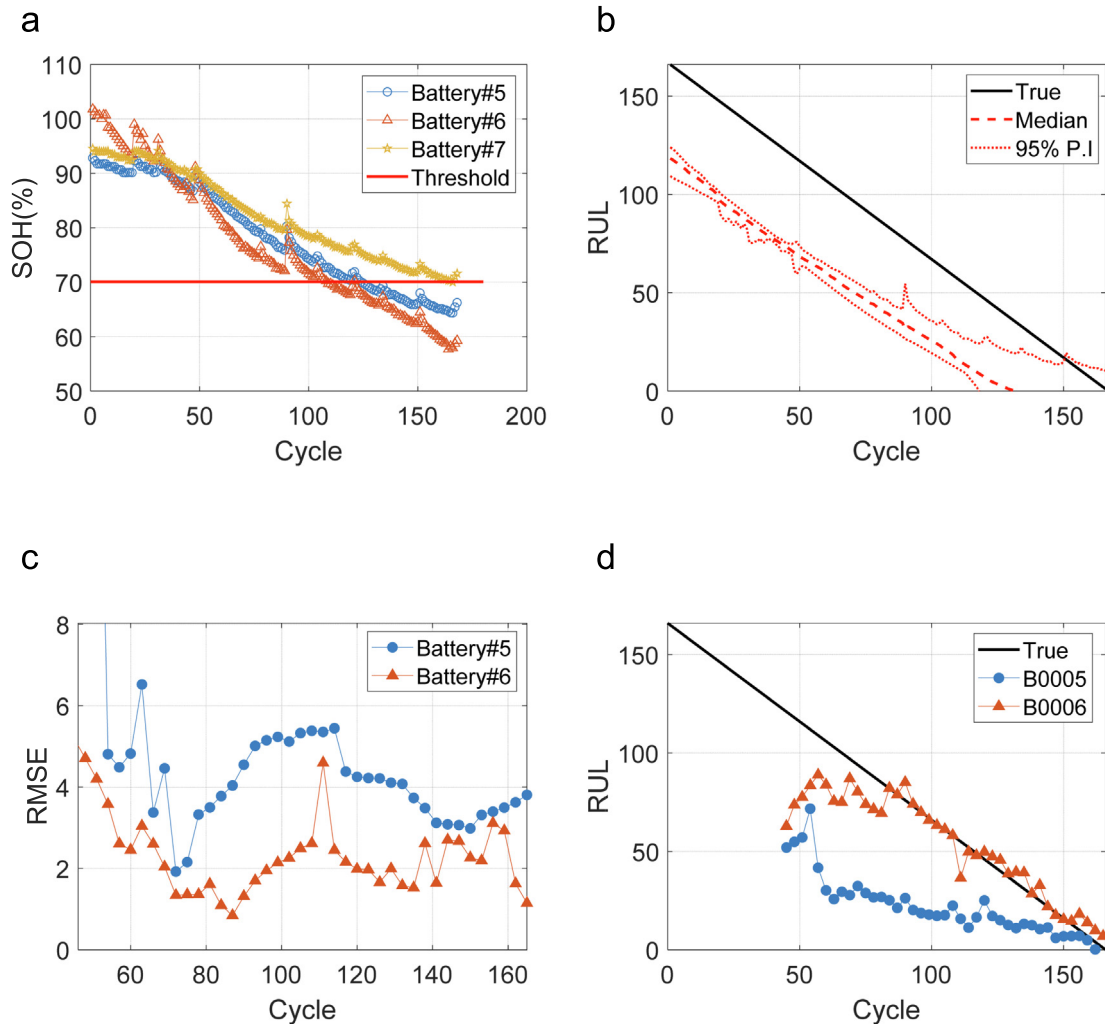 a
110
100
90
80
70
60
50
SOH(%)
0
50
100
150
200
Cycle
Battery#5
Battery#6
Battery#7
Threshold
b
150
100
50
0
RUL
0
50
100
150
Cycle
True
Median
95% P.I
c
8
6
4
2
0
RMSE
60
80
100
120
140
160
Cycle
Battery#5
Battery#6
d
150
100
50
0
RUL
0
50
100
150
Cycle
True
B0005
B0006